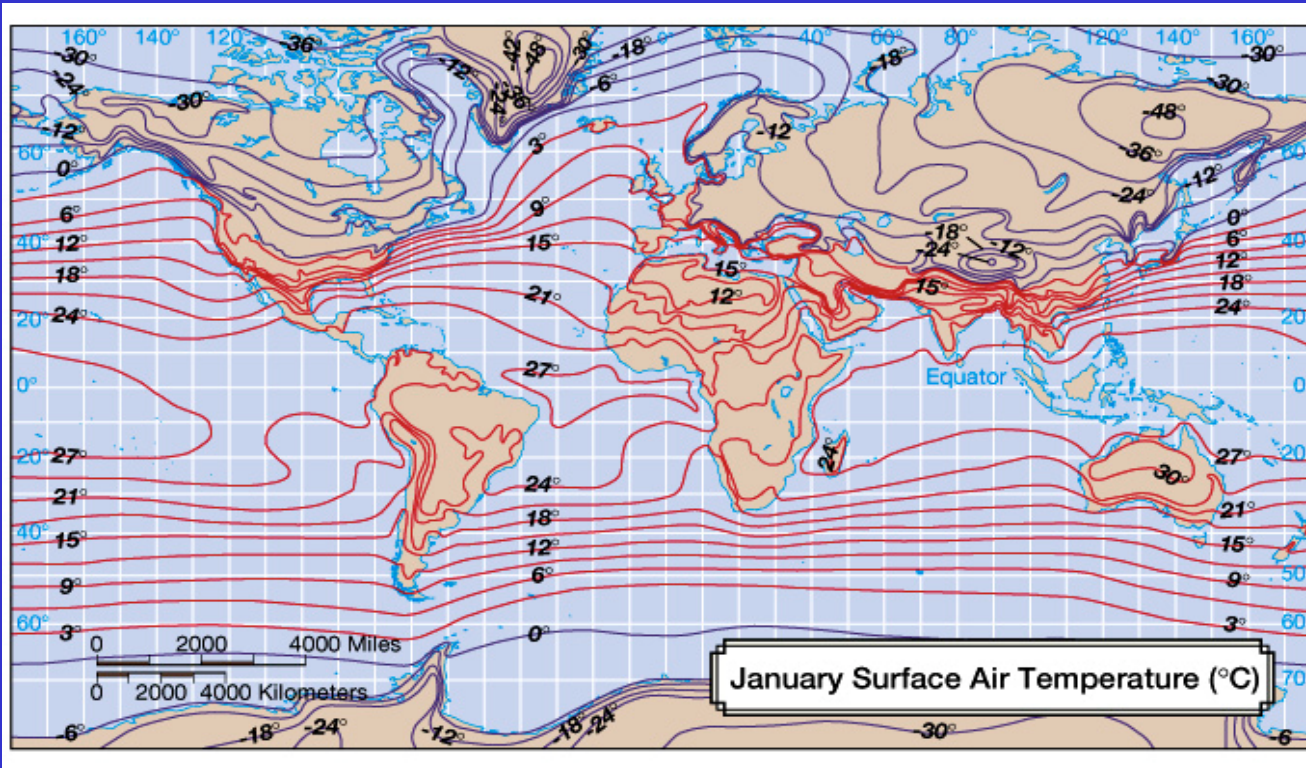 160° 140° 120 -36° -42° -48° 30° -18° 0° 40° 60° 80° 120° 140° 160° -30°
-30° -12° -6° -18° -30°
-24° -30° -24° -36° -48°
-12° 3° -12° -36°
60° 60
0° -24° -12°
6° 9° 0°
40° 12° 15° -18° -12° 6° 40
-24° 12°
18° 15° 15° 18°
24° 21° 12° 24°
20° 20
27° Equator
0° 0
20° 27° 24° 30° 27° 20
21° 24° 21°
40° 18° 40
15° 12° 15°
9° 6° 9° 50
60° 3° 0° 3° 60
0 2000 4000 Miles
0 2000 4000 Kilometers
January Surface Air Temperature (°C)
70
-6° -18° -24° -12° -18° -24° -30° -6